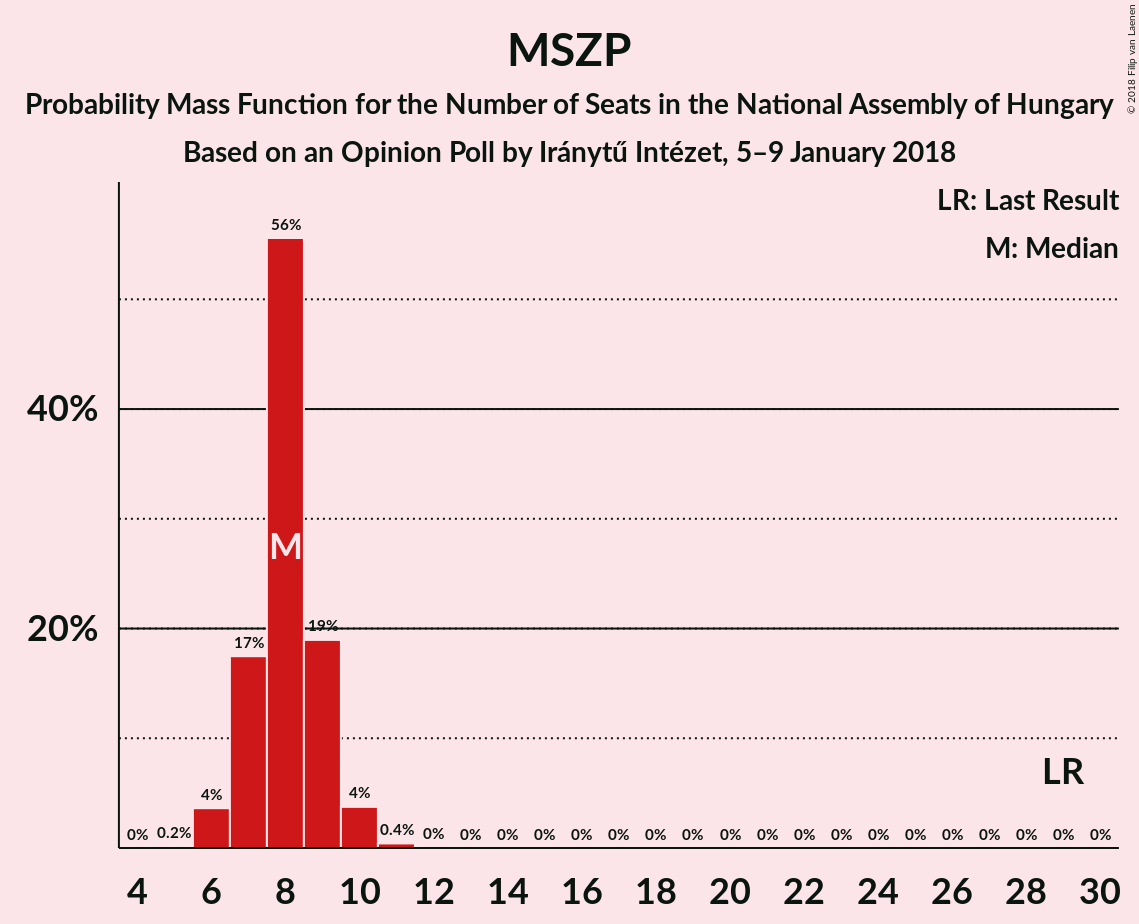 MSZP
Probability Mass Function for the Number of Seats in the National Assembly of Hungary
Based on an Opinion Poll by Iránytű Intézet, 5–9 January 2018
© 2018 Filip van Laenen
LR: Last Result
M: Median
56%
40%
M
20%
19%
17%
LR
4% 4%
0% 0.2% 0.4% 0% 0% 0% 0% 0% 0% 0% 0% 0% 0% 0% 0% 0% 0% 0% 0% 0% 0% 0%
4 6 8 10 12 14 16 18 20 22 24 26 28 30